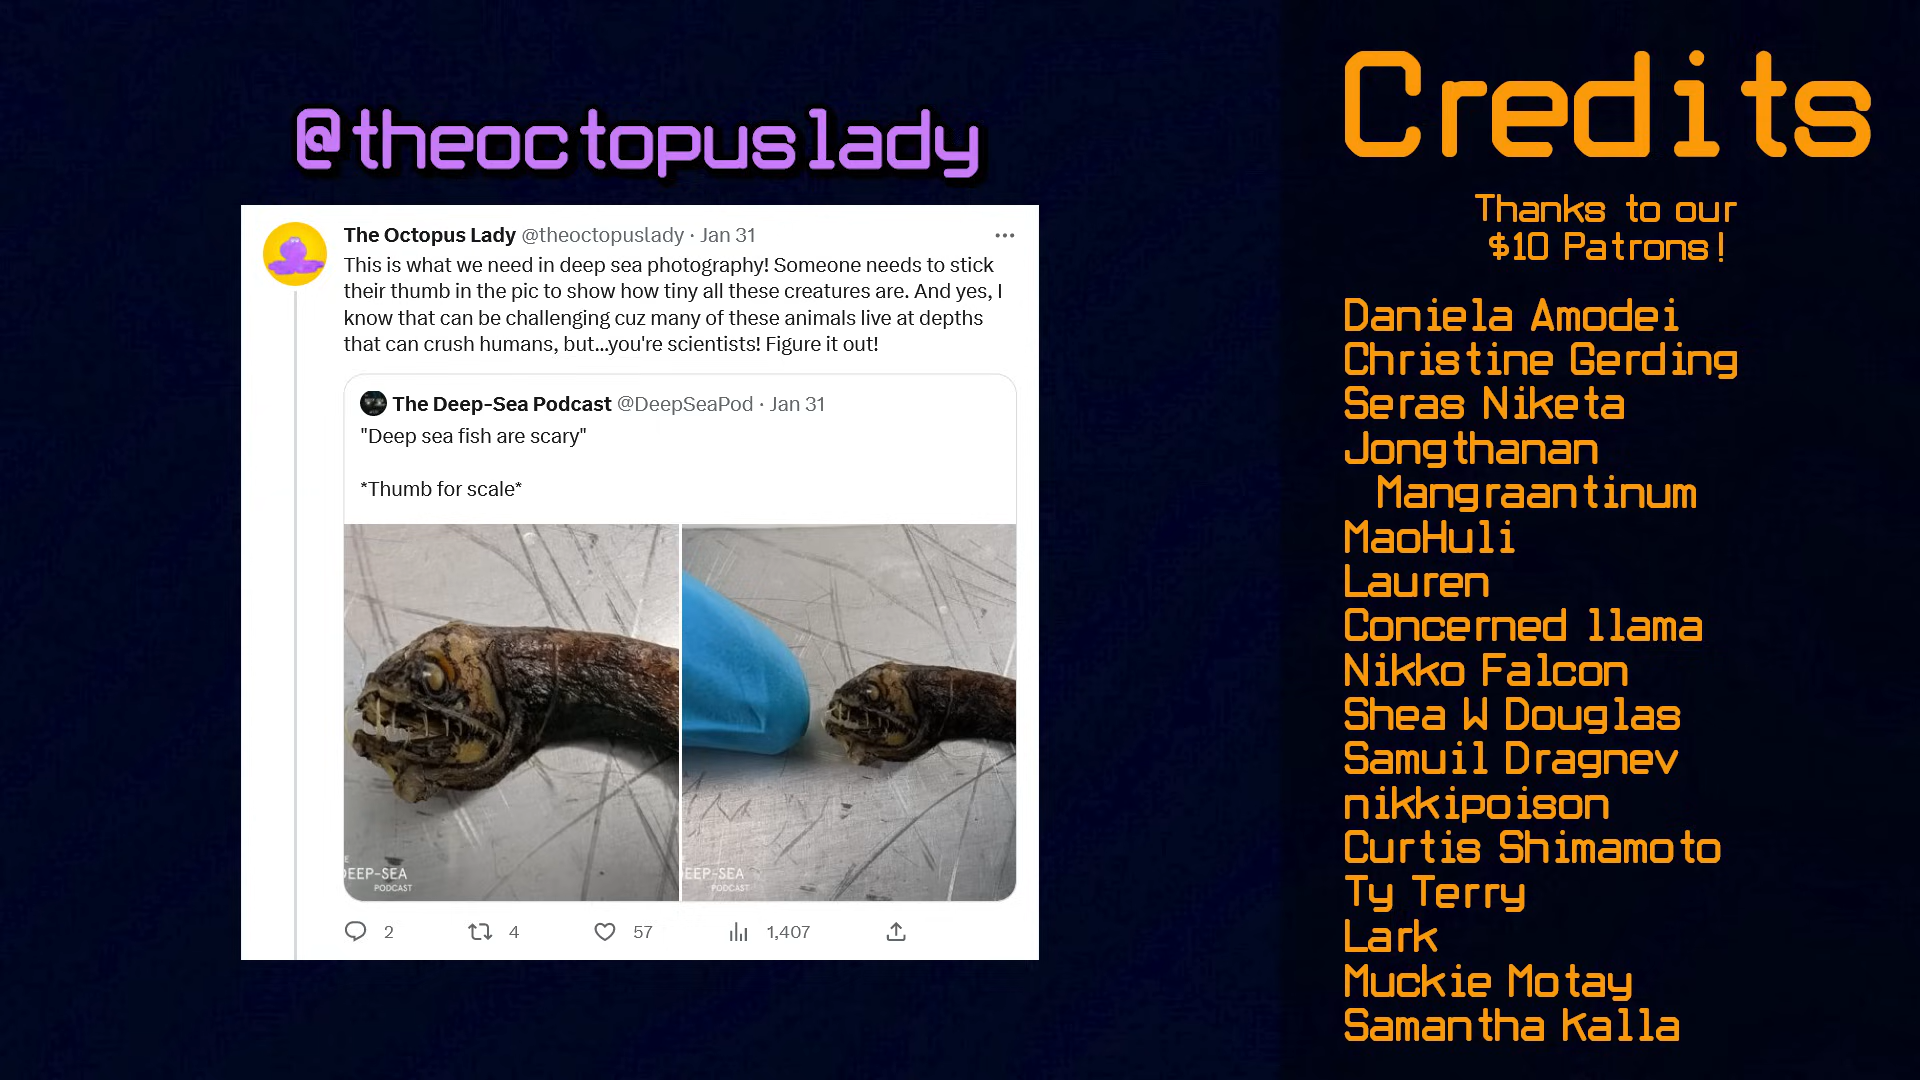 @theoctopuslady
The Octopus Lady @theoctopuslady · Jan 31
This is what we need in deep sea photography! Someone needs to stick
their thumb in the pic to show how tiny all these creatures are. And yes, I
know that can be challenging cuz many of these animals live at depths
that can crush humans, but...you're scientists! Figure it out!
The Deep-Sea Podcast @DeepSeaPod · Jan 31
"Deep sea fish are scary"
*Thumb for scale*
DEEP-SEA
PODCAST
EEP-SEA
PODCAST
2 4 57 1,407
Credits
Thanks to our
$10 Patrons!
Daniela Amodei
Christine Gerding
Seras Niketa
Jongthanan
Mangraantinum
MaoHuli
Lauren
Concerned llama
Nikko Falcon
Shea W Douglas
Samuil Dragnev
nikkipoison
Curtis Shimamoto
Ty Terry
Lark
Muckie Motay
Samantha Kalla